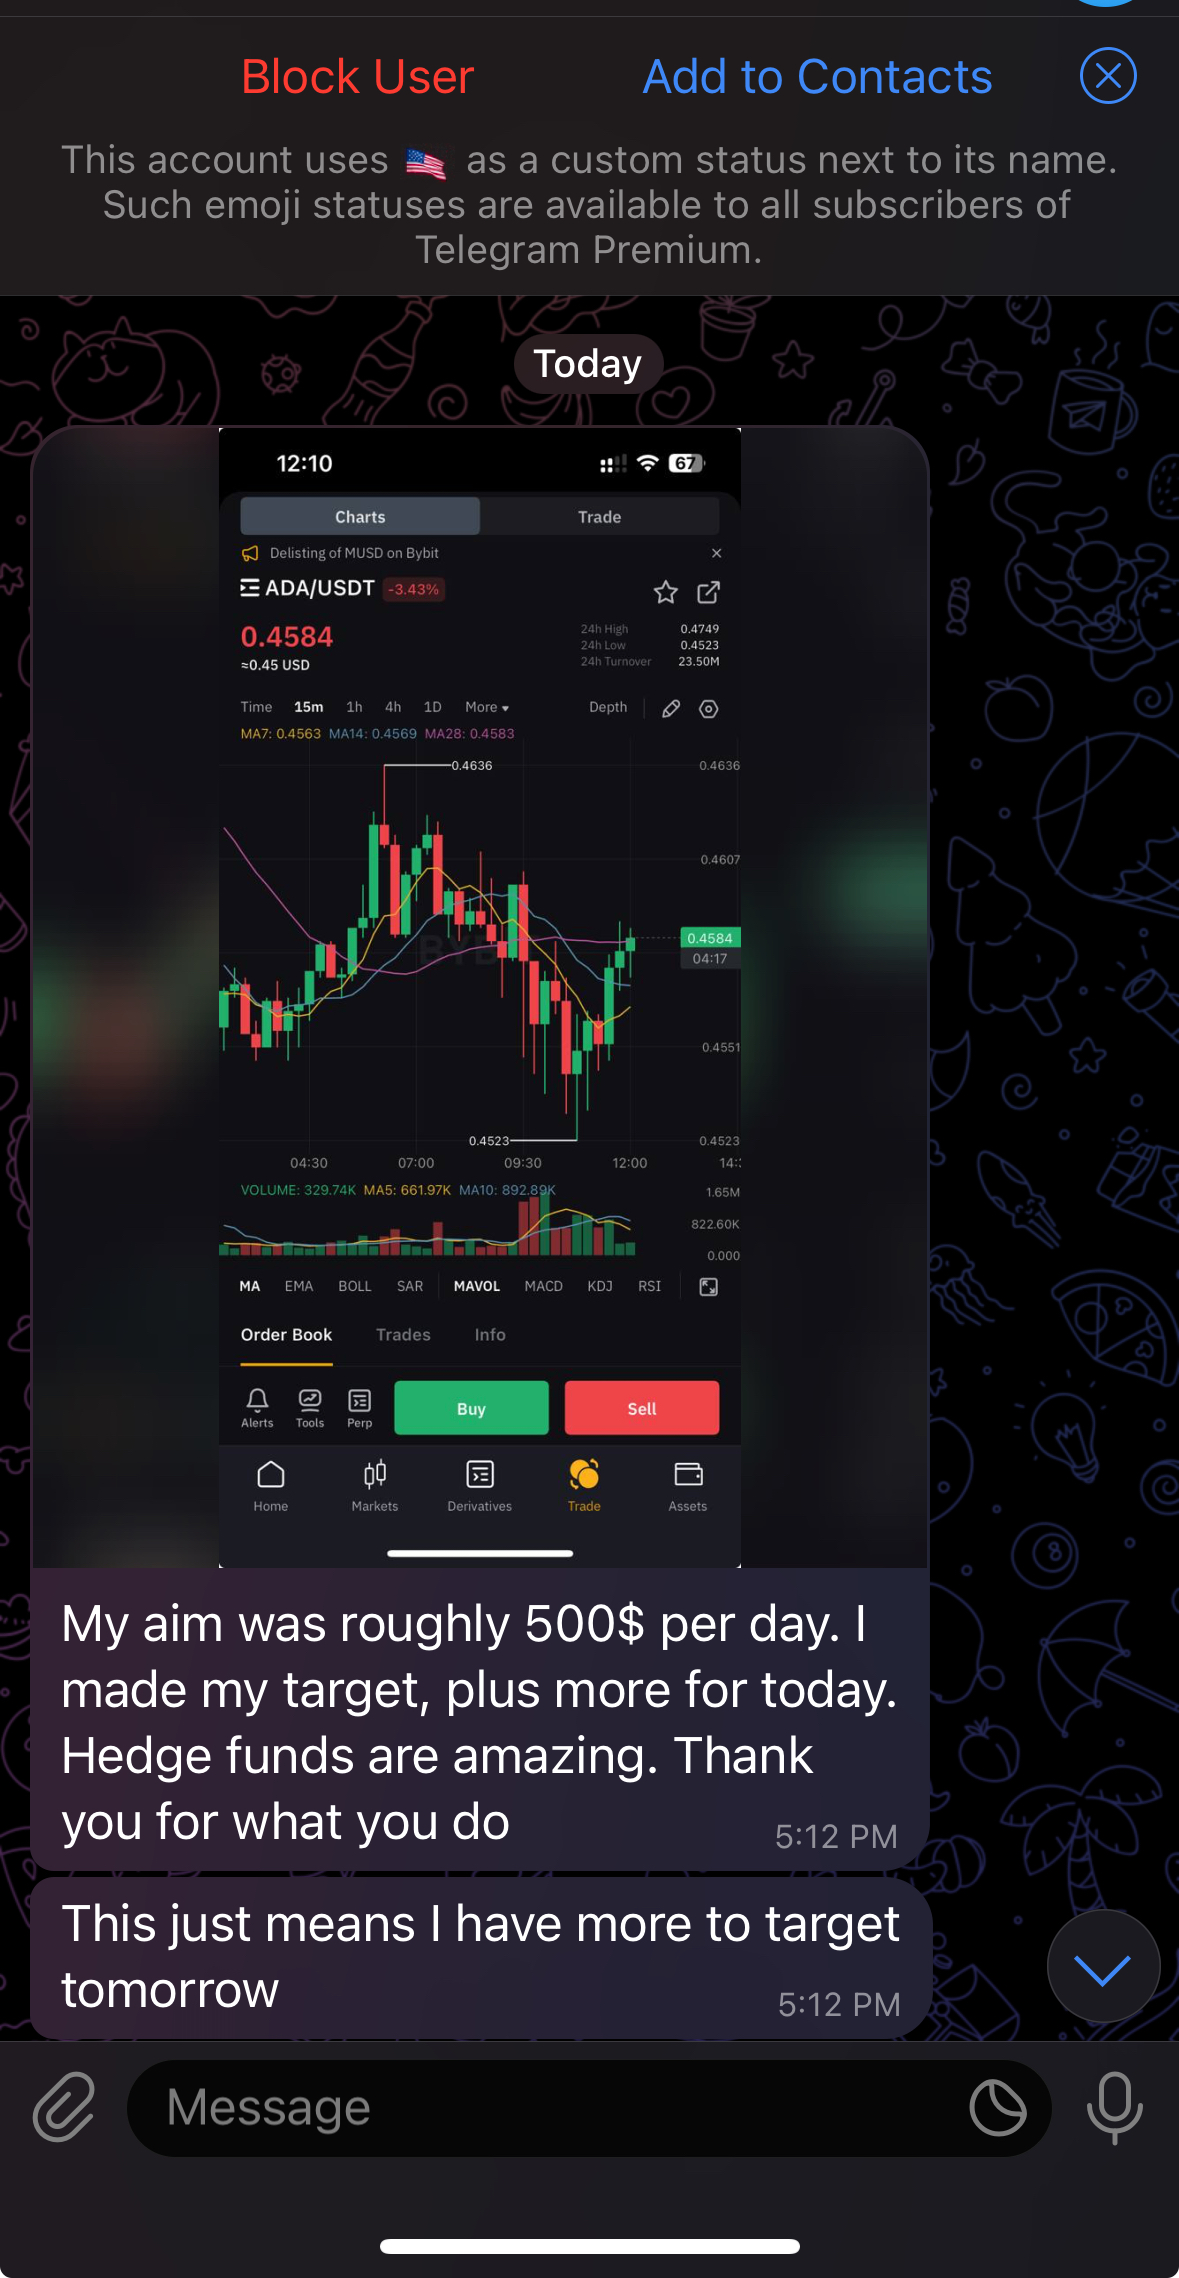 Block User
Add to Contacts
This account uses 🇺🇸 as a custom status next to its name.
Such emoji statuses are available to all subscribers of
Telegram Premium.
Today
12:10
67
Charts
Trade
Delisting of MUSD on Bybit
ADA/USDT
-3.43%
0.4584
≈0.45 USD
24h High 0.4749
24h Low 0.4523
24h Turnover 23.50M
Time 15m 1h 4h 1D More Depth
MA7: 0.4563 MA14: 0.4569 MA28: 0.4583
0.4636
0.4636
0.4607
0.4584
04:17
0.4551
0.4523
0.4523
04:30 07:00 09:30 12:00
VOLUME: 329.74K MA5: 661.97K MA10: 892.89K
1.65M
822.60K
0.000
MA EMA BOLL SAR MAVOL MACD KDJ RSI
Order Book Trades Info
Alerts Tools Perp
Buy
Sell
Home Markets Derivatives Trade Assets
My aim was roughly 500$ per day. I
made my target, plus more for today.
Hedge funds are amazing. Thank
you for what you do
5:12 PM
This just means I have more to target
tomorrow
5:12 PM
Message